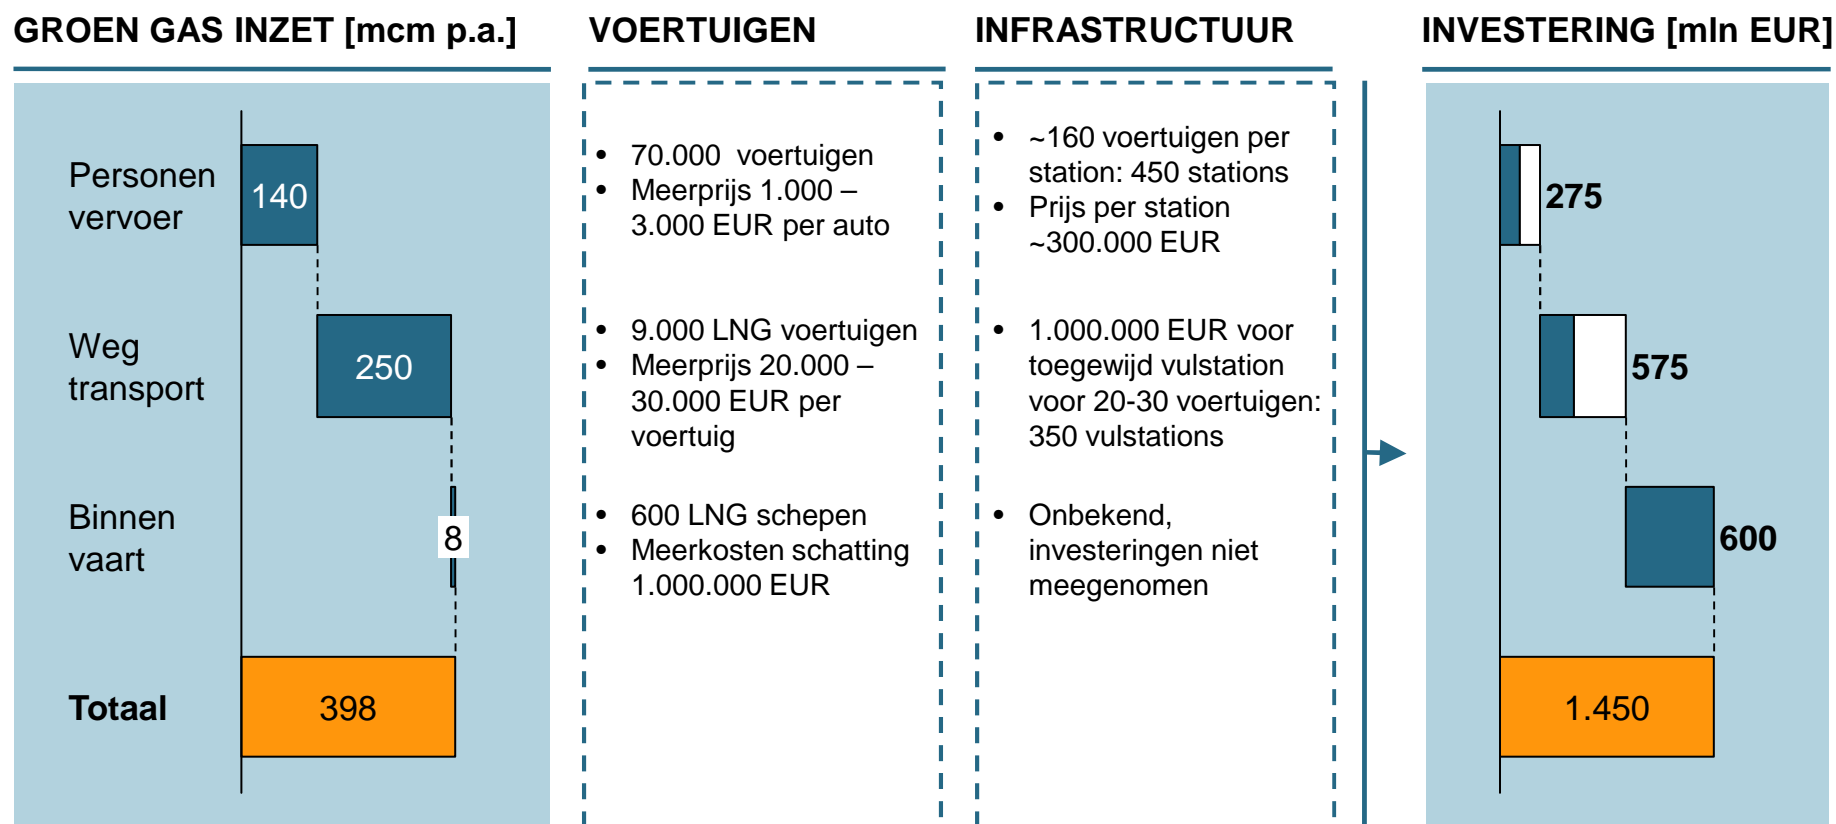 GROEN GAS INZET [mcm p.a.]
VOERTUIGEN
INFRASTRUCTUUR
INVESTERING [mln EUR]
Personen
vervoer
140
• 70.000 voertuigen
• Meerprijs 1.000 –
3.000 EUR per auto
• ~160 voertuigen per
station: 450 stations
• Prijs per station
~300.000 EUR
275
Weg
transport
250
• 9.000 LNG voertuigen
• Meerprijs 20.000 –
30.000 EUR per
voertuig
• 1.000.000 EUR voor
toegewijd vulstation
voor 20-30 voertuigen:
350 vulstations
575
Binnen
vaart
8
• 600 LNG schepen
• Meerkosten schatting
1.000.000 EUR
• Onbekend,
investeringen niet
meegenomen
600
Totaal
398
1.450